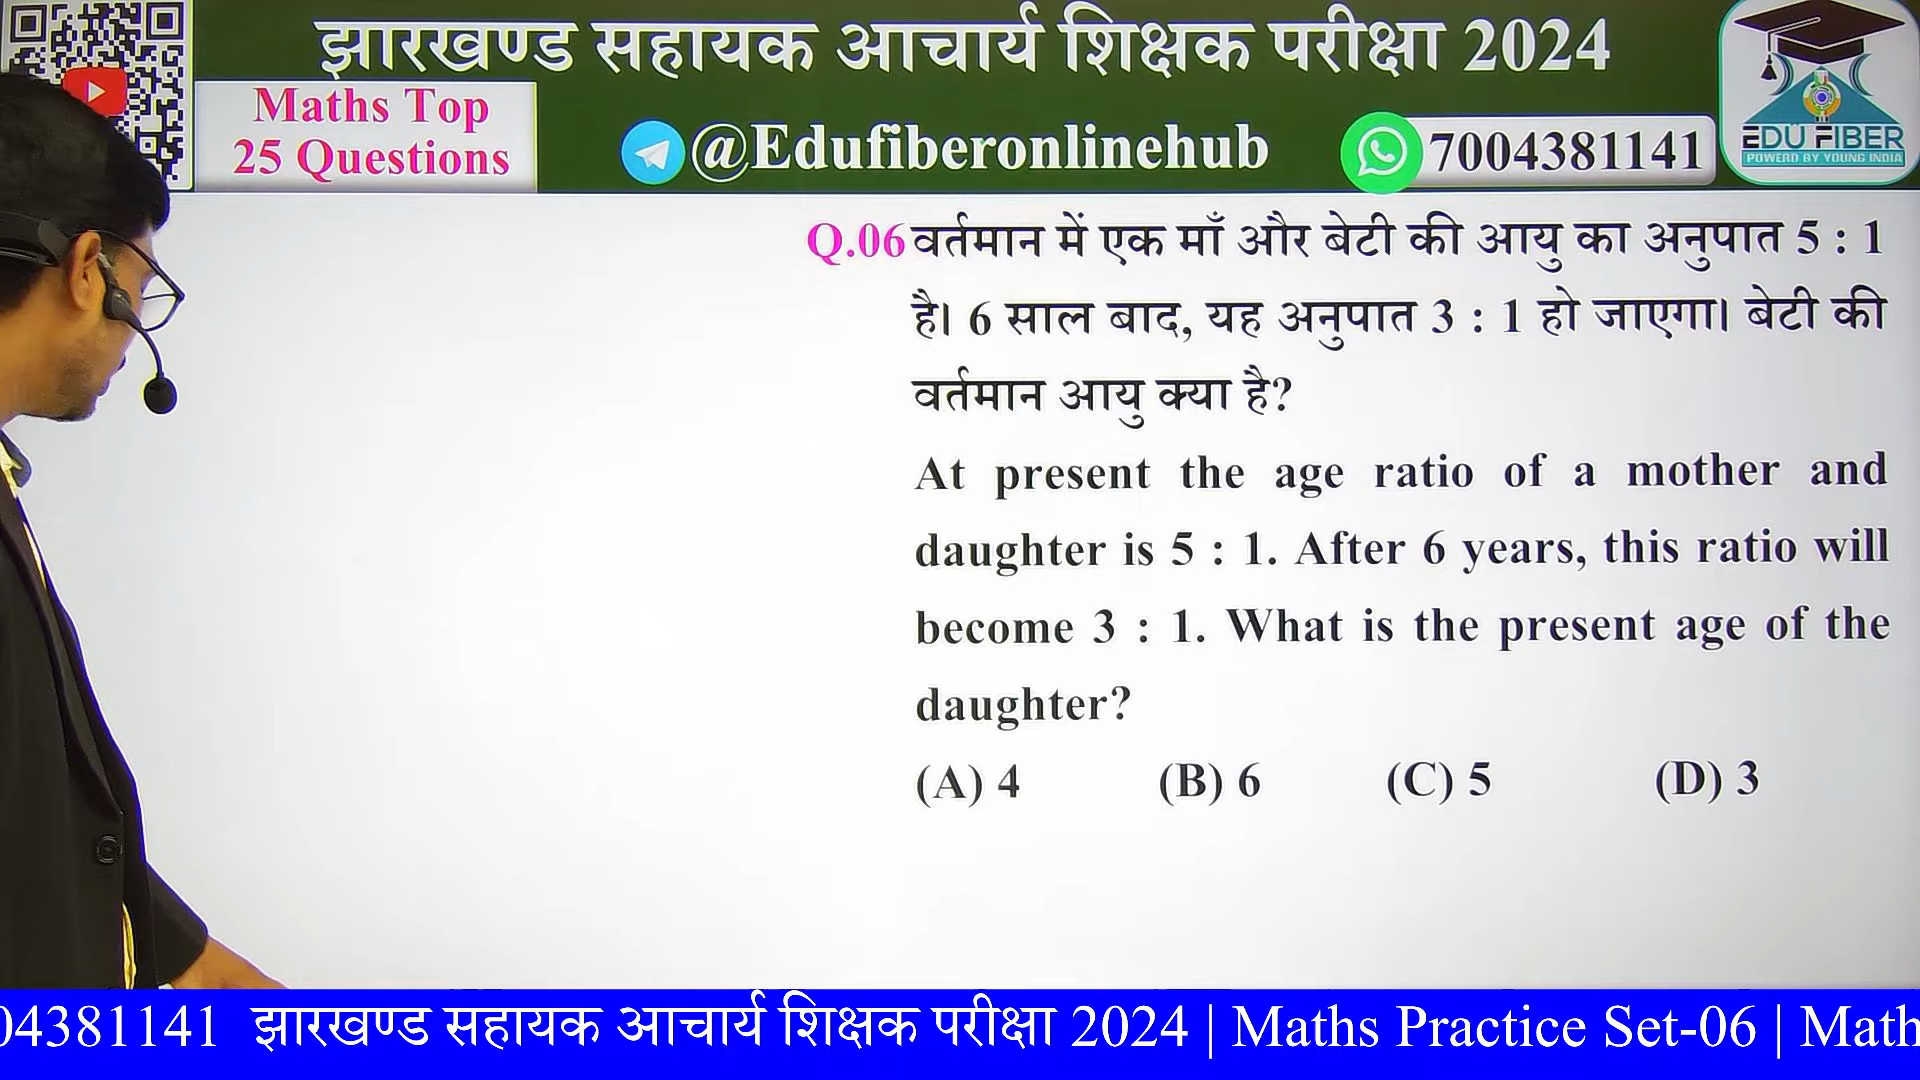 झारखण्ड सहायक आचार्य शिक्षक परीक्षा 2024
Maths Top
25 Questions
@Edufiberonlinehub
7004381141
EDU FIBER
POWERD BY YOUNG INDIA
Q.06 वर्तमान में एक माँ और बेटी की आयु का अनुपात 5 : 1
है। 6 साल बाद, यह अनुपात 3 : 1 हो जाएगा। बेटी की
वर्तमान आयु क्या है?
At present the age ratio of a mother and
daughter is 5 : 1. After 6 years, this ratio will
become 3 : 1. What is the present age of the
daughter?
(A) 4 (B) 6 (C) 5 (D) 3
04381141 झारखण्ड सहायक आचार्य शिक्षक परीक्षा 2024 | Maths Practice Set-06 | Math